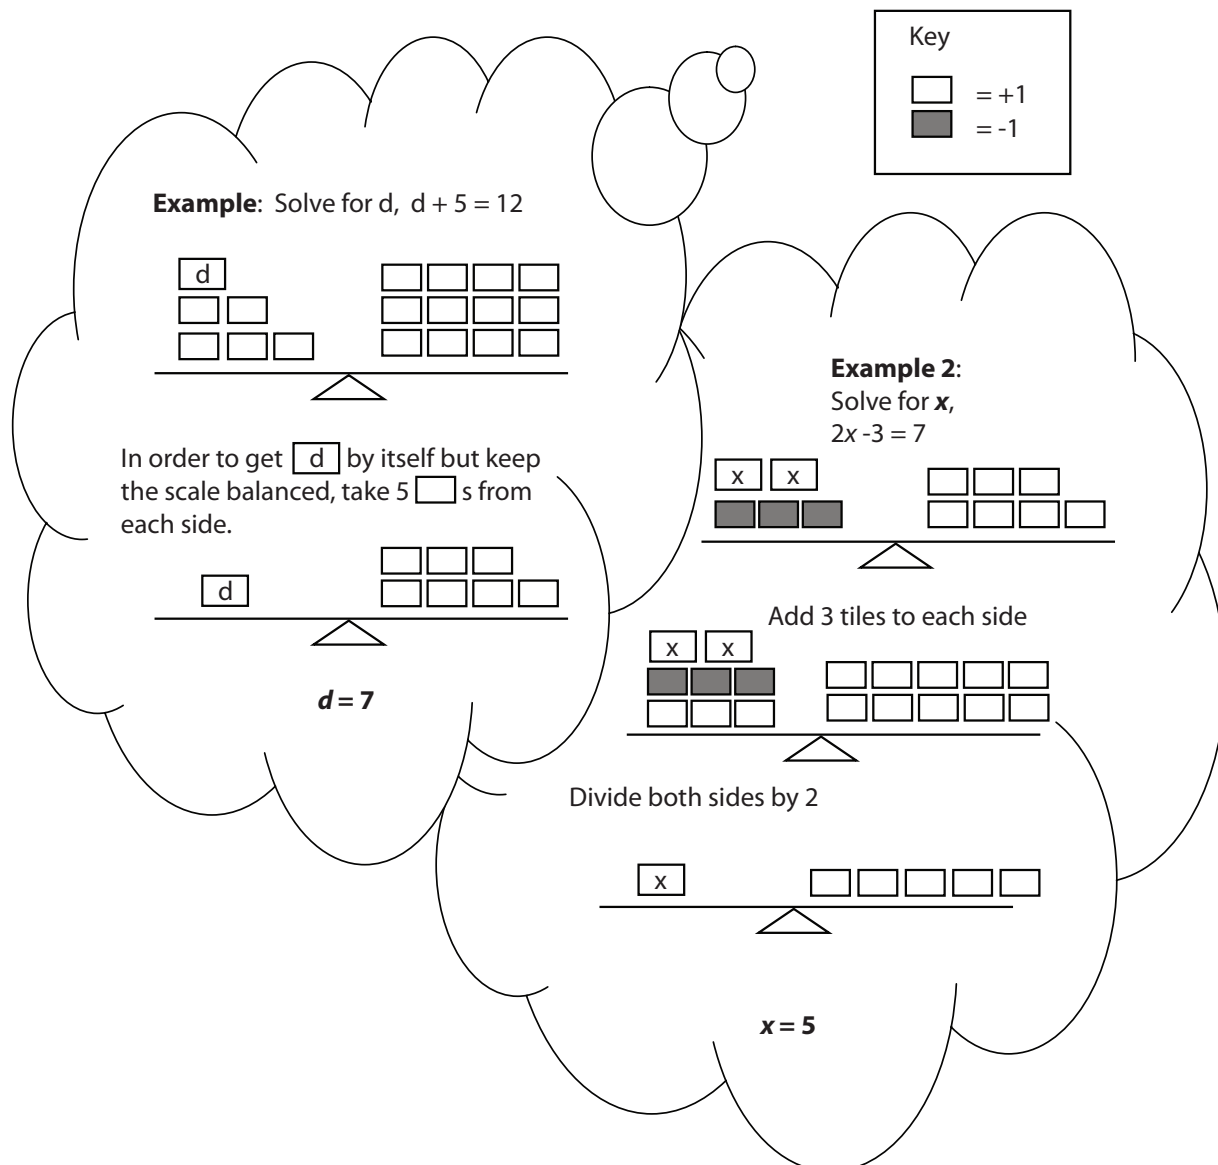 Key
= +1
= -1
Example: Solve for d, d + 5 = 12
d
In order to get d by itself but keep
the scale balanced, take 5 s from
each side.
d
d = 7
Example 2:
Solve for x,
2x -3 = 7
x x
Add 3 tiles to each side
x x
Divide both sides by 2
x
x = 5